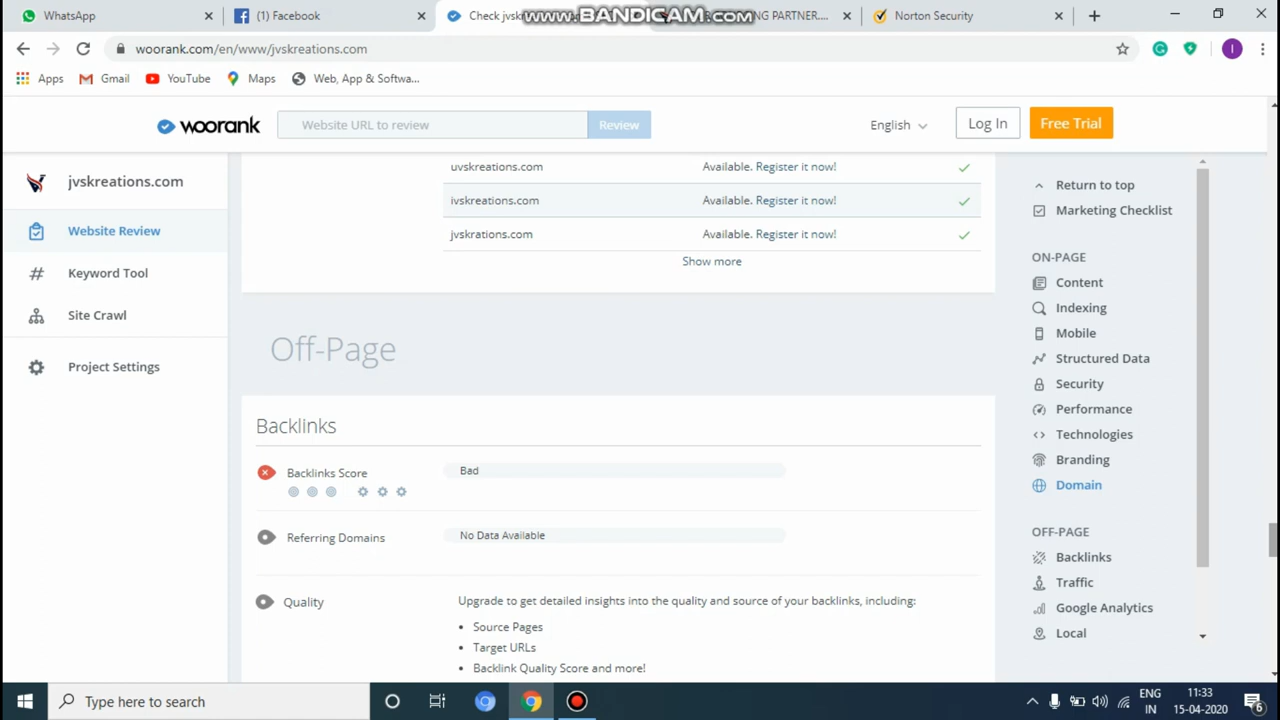 WhatsApp
(1) Facebook
Check jvsk
NG PARTNER....
Norton Security
www.BANDICAM.com
woorank.com/en/www/jvskreations.com
I
Apps
Gmail
YouTube
Maps
Web, App & Softwa...
woorank
Website URL to review
Review
English
Log In
Free Trial
jvskreations.com
Website Review
Keyword Tool
Site Crawl
Project Settings
uvskreations.com Available. Register it now!
ivskreations.com Available. Register it now!
jvskrations.com Available. Register it now!
Show more
Off-Page
Backlinks
Backlinks Score Bad
Referring Domains No Data Available
Quality Upgrade to get detailed insights into the quality and source of your backlinks, including:
• Source Pages
• Target URLs
• Backlink Quality Score and more!
Return to top
Marketing Checklist
ON-PAGE
Content
Indexing
Mobile
Structured Data
Security
Performance
Technologies
Branding
Domain
OFF-PAGE
Backlinks
Traffic
Google Analytics
Local
Type here to search
ENG
IN
11:33
15-04-2020
6